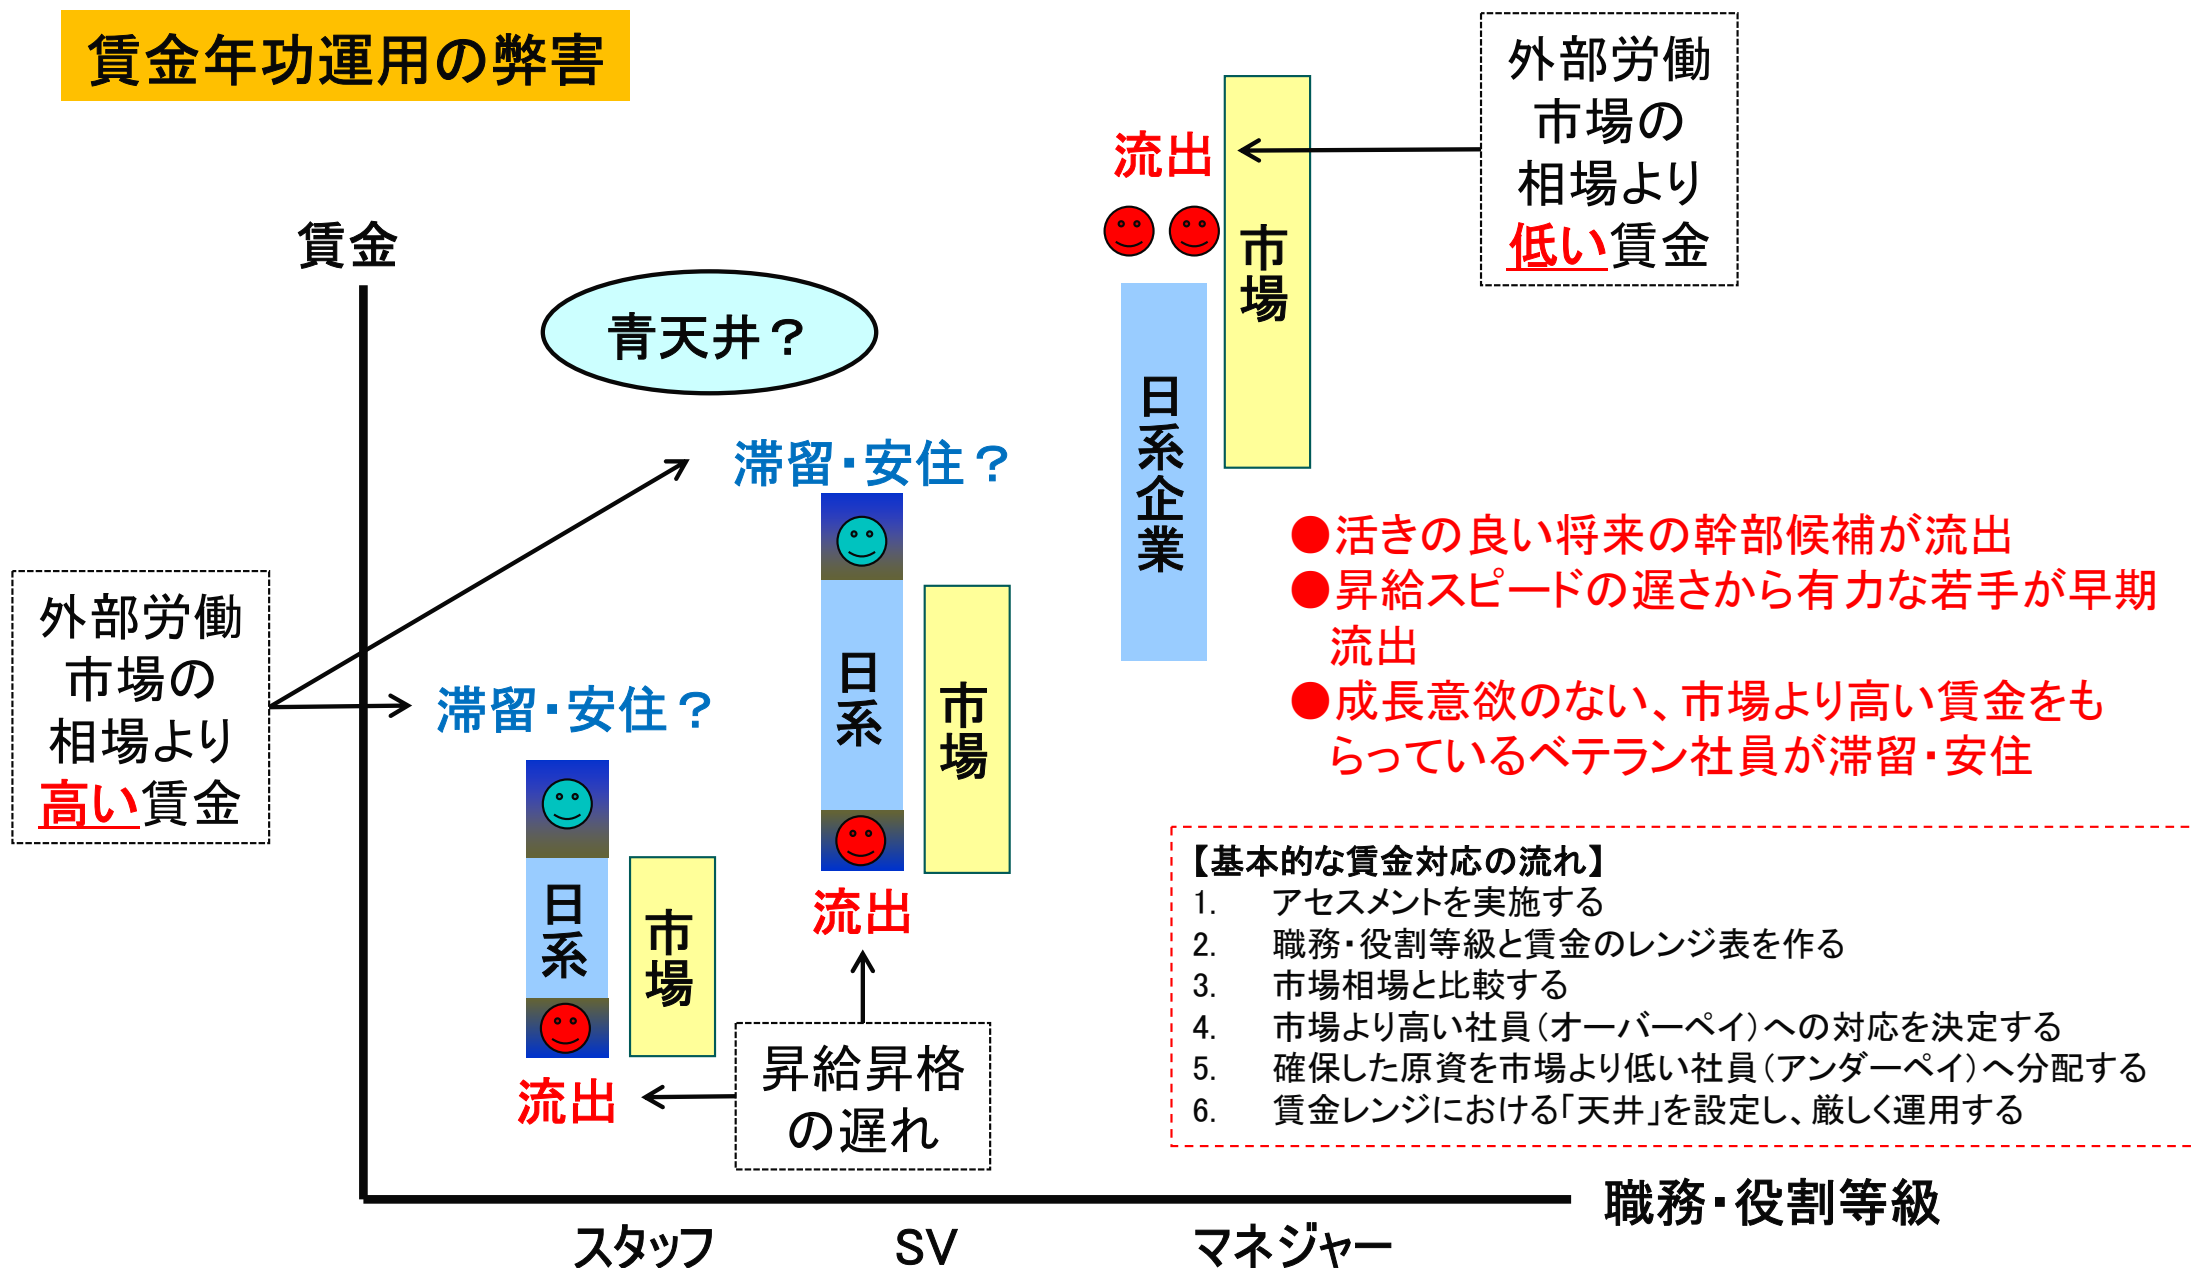 賃金年功運用の弊害
外部労働
市場の
相場より
低い賃金
流出
市場
賃金
青天井？
日系企業
滞留・安住？
外部労働
市場の
相場より
高い賃金
滞留・安住？
日系
市場
流出
日系
市場
流出
昇給昇格
の遅れ
●活きの良い将来の幹部候補が流出
●昇給スピードの遅さから有力な若手が早期
流出
●成長意欲のない、市場より高い賃金をも
らっているベテラン社員が滞留・安住
【基本的な賃金対応の流れ】
1. アセスメントを実施する
2. 職務・役割等級と賃金のレンジ表を作る
3. 市場相場と比較する
4. 市場より高い社員（オーバーペイ）への対応を決定する
5. 確保した原資を市場より低い社員（アンダーペイ）へ分配する
6. 賃金レンジにおける「天井」を設定し、厳しく運用する
職務・役割等級
スタッフ
SV
マネジャー